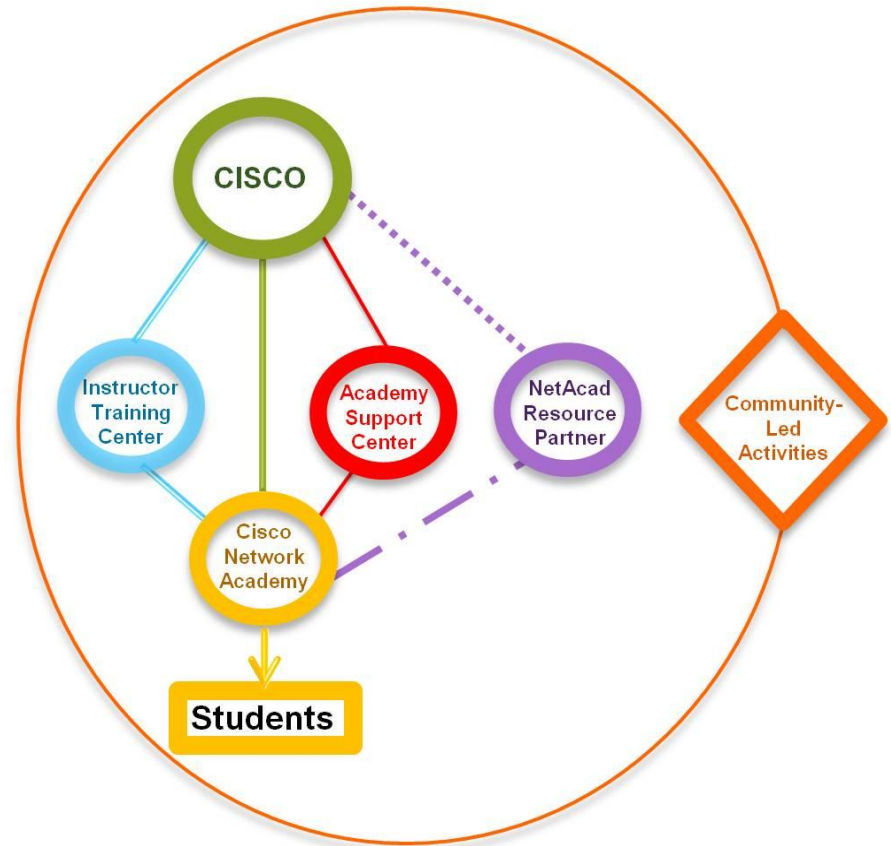 CISCO
Instructor
Training
Center
Academy
Support
Center
NetAcad
Resource
Partner
Community-
Led
Activities
Cisco
Network
Academy
Students